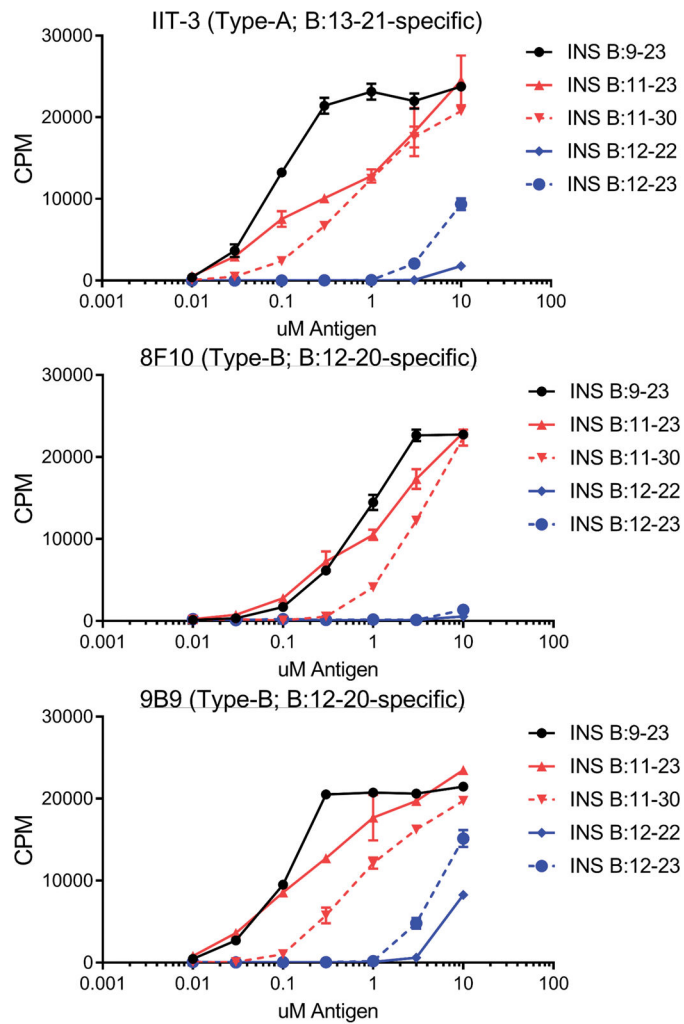 IIT-3 (Type-A; B:13-21-specific)
30000
20000
10000
0
CPM
0.001 0.01 0.1 1 10 100
uM Antigen
INS B:9-23
INS B:11-23
INS B:11-30
INS B:12-22
INS B:12-23
8F10 (Type-B; B:12-20-specific)
30000
20000
10000
0
CPM
0.001 0.01 0.1 1 10 100
uM Antigen
INS B:9-23
INS B:11-23
INS B:11-30
INS B:12-22
INS B:12-23
9B9 (Type-B; B:12-20-specific)
30000
20000
10000
0
CPM
0.001 0.01 0.1 1 10 100
uM Antigen
INS B:9-23
INS B:11-23
INS B:11-30
INS B:12-22
INS B:12-23